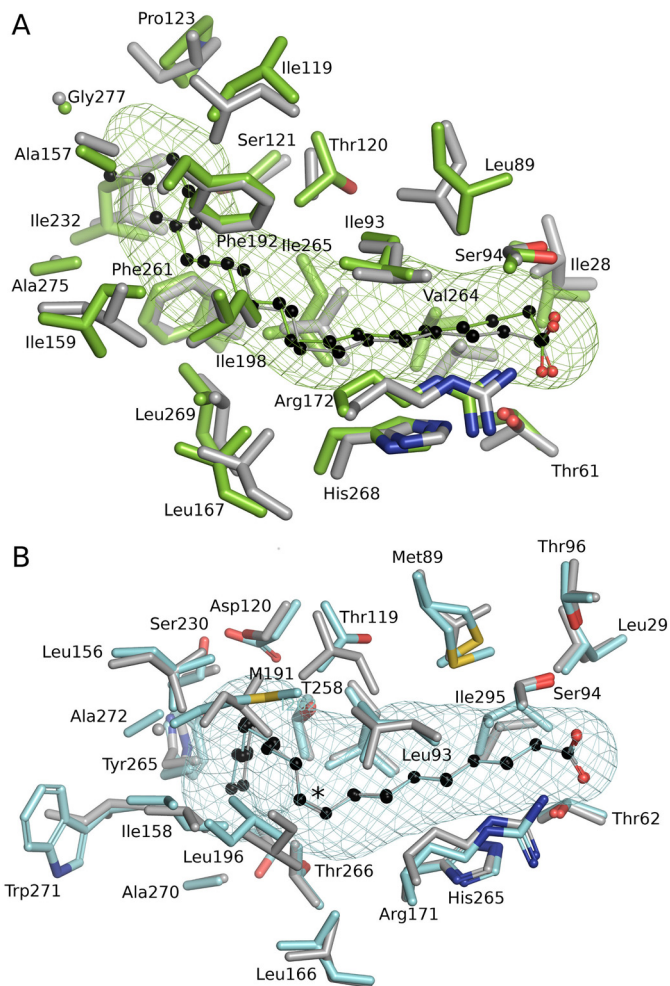 A
Pro123
Ile119
Gly277
Ser121
Thr120
Ala157
Leu89
Ile232
Ile93
Phe192
Ile265
Ser94
Ile28
Phe261
Ala275
Val264
Ile159
Ile198
Arg172
Leu269
Thr61
His268
Leu167
B
Met89
Thr96
Asp120
Ser230
Thr119
Leu156
Leu29
M191
T258
Ile295
Ser94
Ala272
Leu93
Tyr265
*
Ile158
Thr62
Leu196
Thr266
Trp271
Ala270
His265
Arg171
Leu166